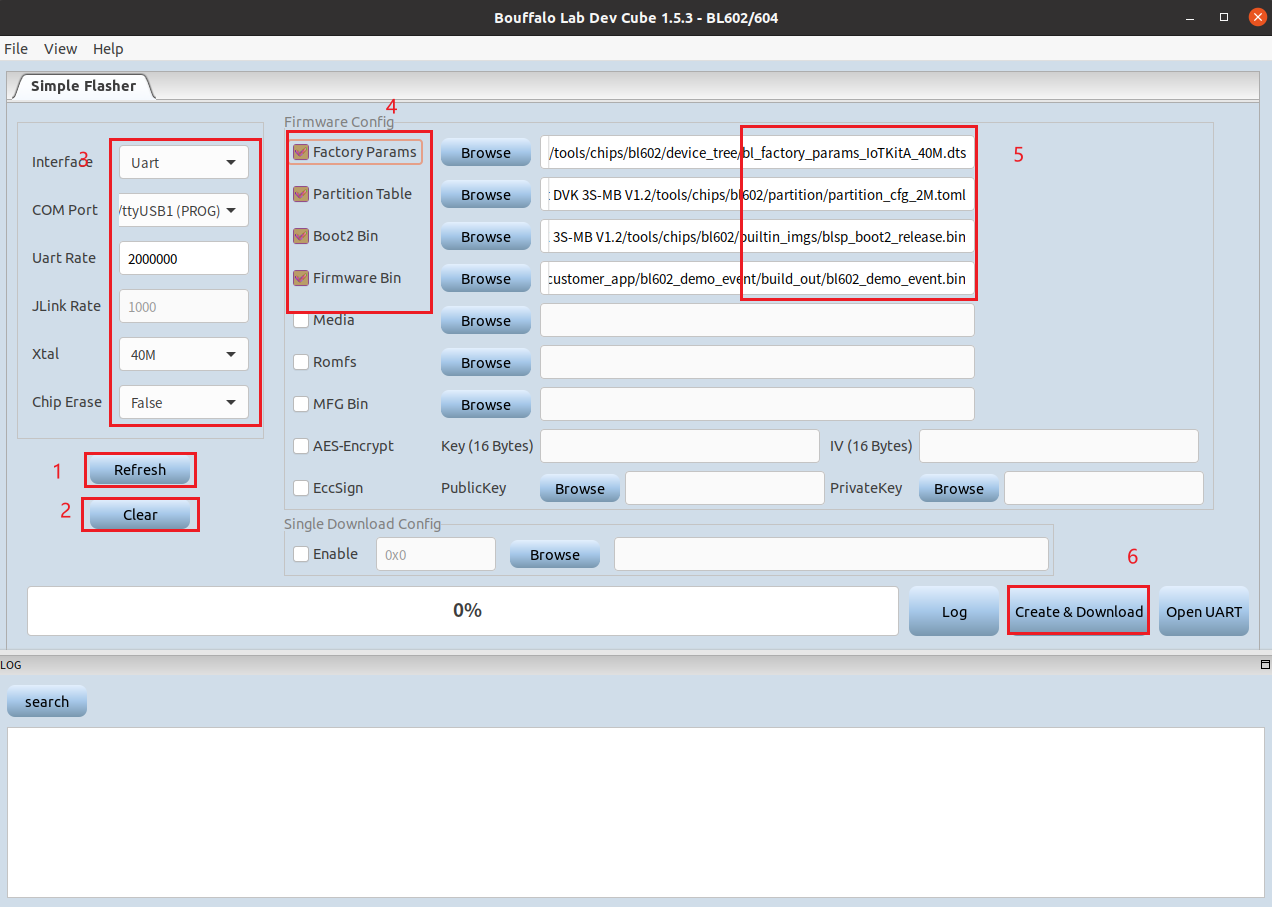 Bouffalo Lab Dev Cube 1.5.3 - BL602/604
File View Help
Simple Flasher
4
Firmware Config
3
Interface Uart
COM Port /ttyUSB1 (PROG)
Uart Rate 2000000
JLink Rate 1000
Xtal 40M
Chip Erase False
1 Refresh
2 Clear
Factory Params Browse /tools/chips/bl602/device_tree/bl_factory_params_IoTKitA_40M.dts
5
Partition Table Browse : DVK 3S-MB V1.2/tools/chips/bl602/partition/partition_cfg_2M.toml
Boot2 Bin Browse 3S-MB V1.2/tools/chips/bl602/builtin_imgs/blsp_boot2_release.bin
Firmware Bin Browse customer_app/bl602_demo_event/build_out/bl602_demo_event.bin
Media Browse
Romfs Browse
MFG Bin Browse
AES-Encrypt Key (16 Bytes) IV (16 Bytes)
EccSign PublicKey Browse PrivateKey Browse
Single Download Config
Enable 0x0 Browse
6
0% Log Create & Download Open UART
LOG
search